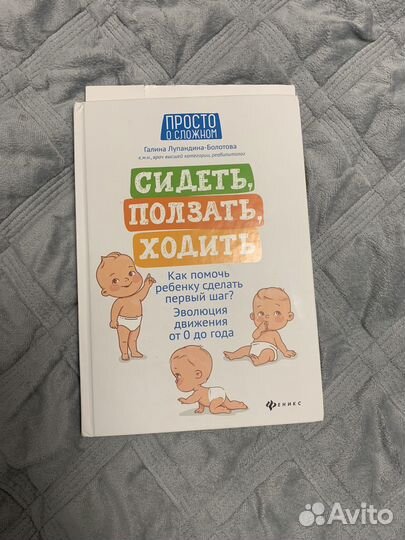 ПРОСТО
О СЛОЖНОМ
Галина Лупандина-Болотова
к.м.н., врач высшей категории, реабилитолог
СИДЕТЬ,
ПОЛЗАТЬ,
ХОДИТЬ
Как помочь
ребенку сделать
первый шаг?
Эволюция
движения
от 0 до года
ФЕНИКС
Avito